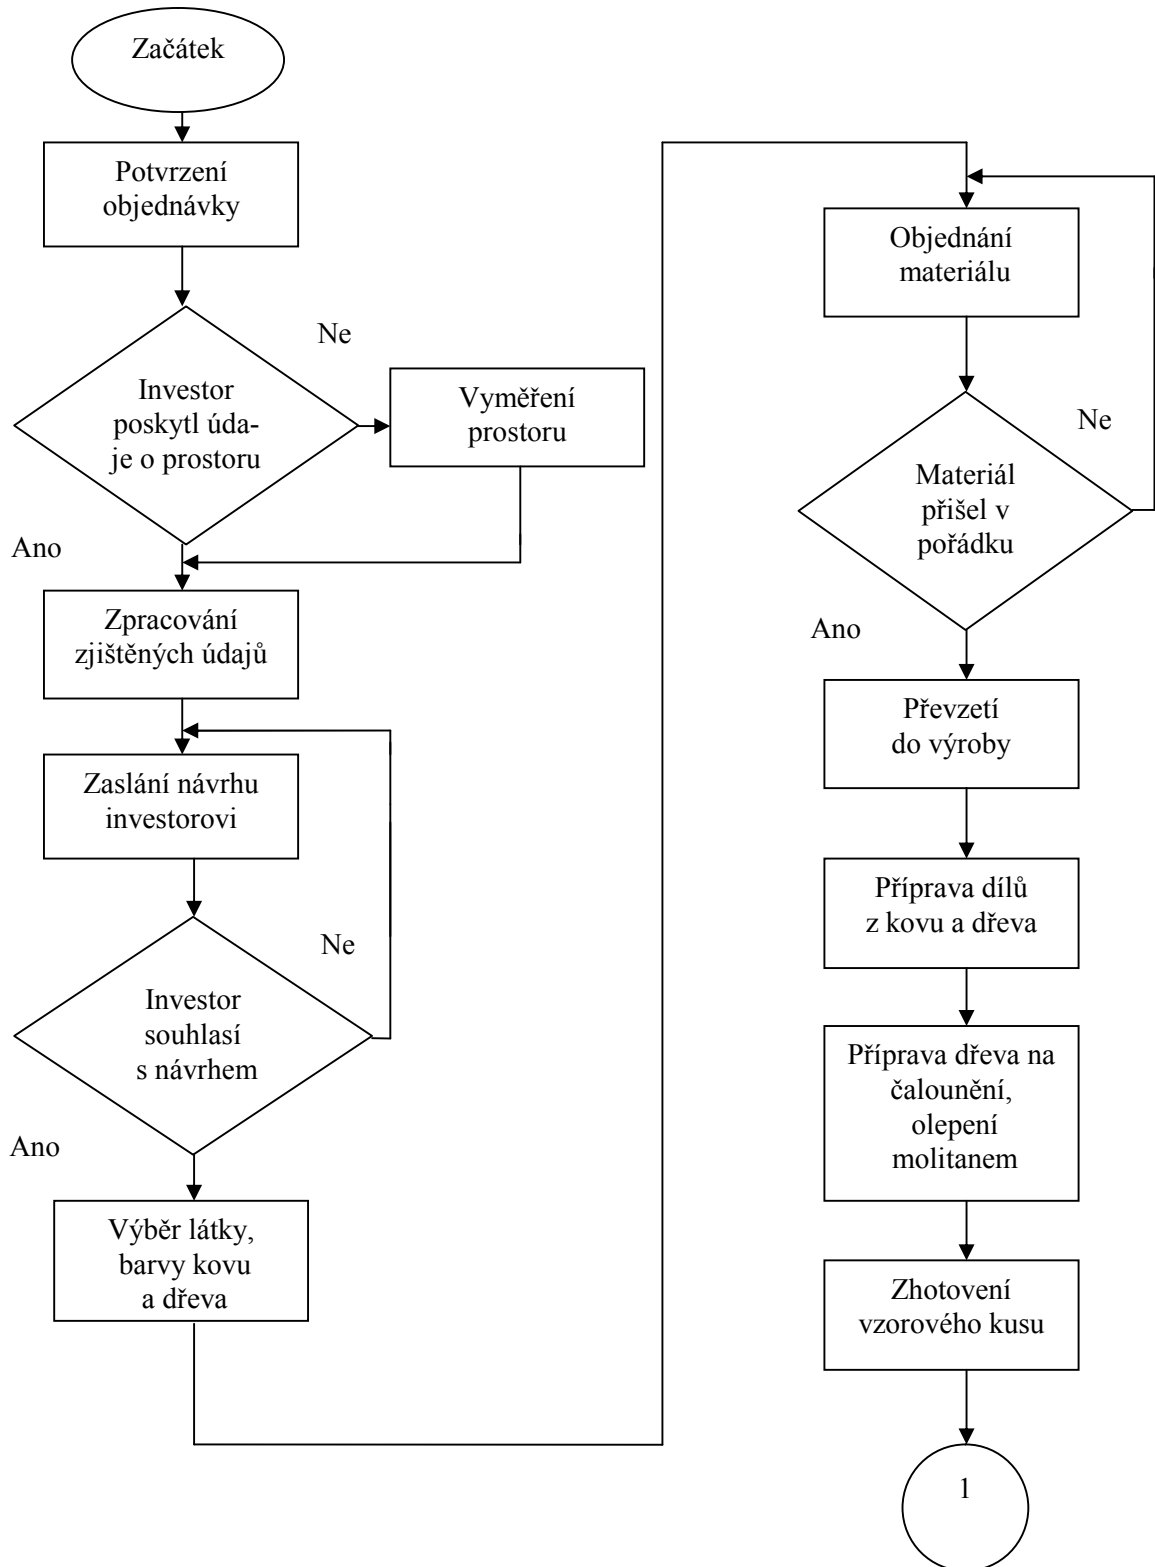 Začátek
Potvrzení
objednávky
Ne
Investor
poskytl úda-
je o prostoru
Vyměření
prostoru
Ano
Zpracování
zjištěných údajů
Zaslání návrhu
investorovi
Ne
Investor
souhlasí
s návrhem
Ano
Výběr látky,
barvy kovu
a dřeva
Objednání
materiálu
Ne
Materiál
přišel v
pořádku
Ano
Převzetí
do výroby
Příprava dílů
z kovu a dřeva
Příprava dřeva na
čalounění,
olepení
molitanem
Zhotovení
vzorového kusu
1